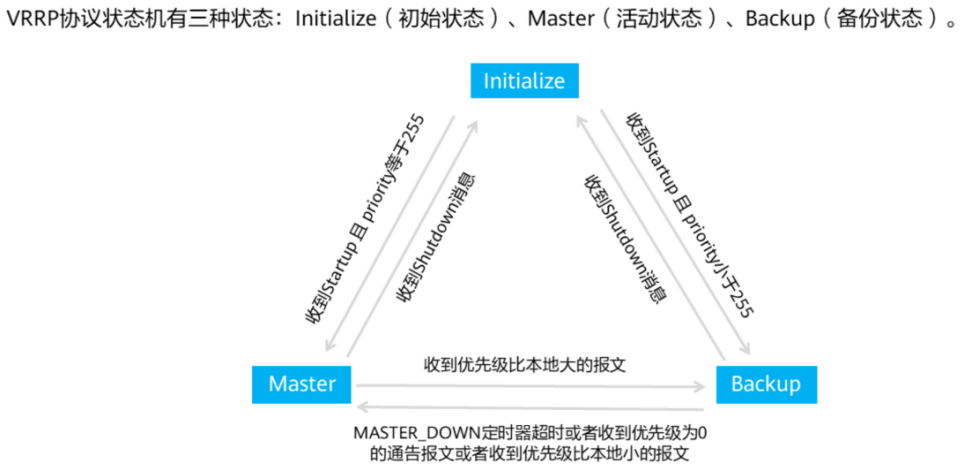 VRRP协议状态机有三种状态：Initialize（初始状态）、Master（活动状态）、Backup（备份状态）。
Initialize
收到Startup 且 priority等于255
收到Shutdown消息
收到Shutdown消息
收到Startup 且 priority小于255
Master
收到优先级比本地大的报文
Backup
MASTER_DOWN定时器超时或者收到优先级为0
的通告报文或者收到优先级比本地小的报文